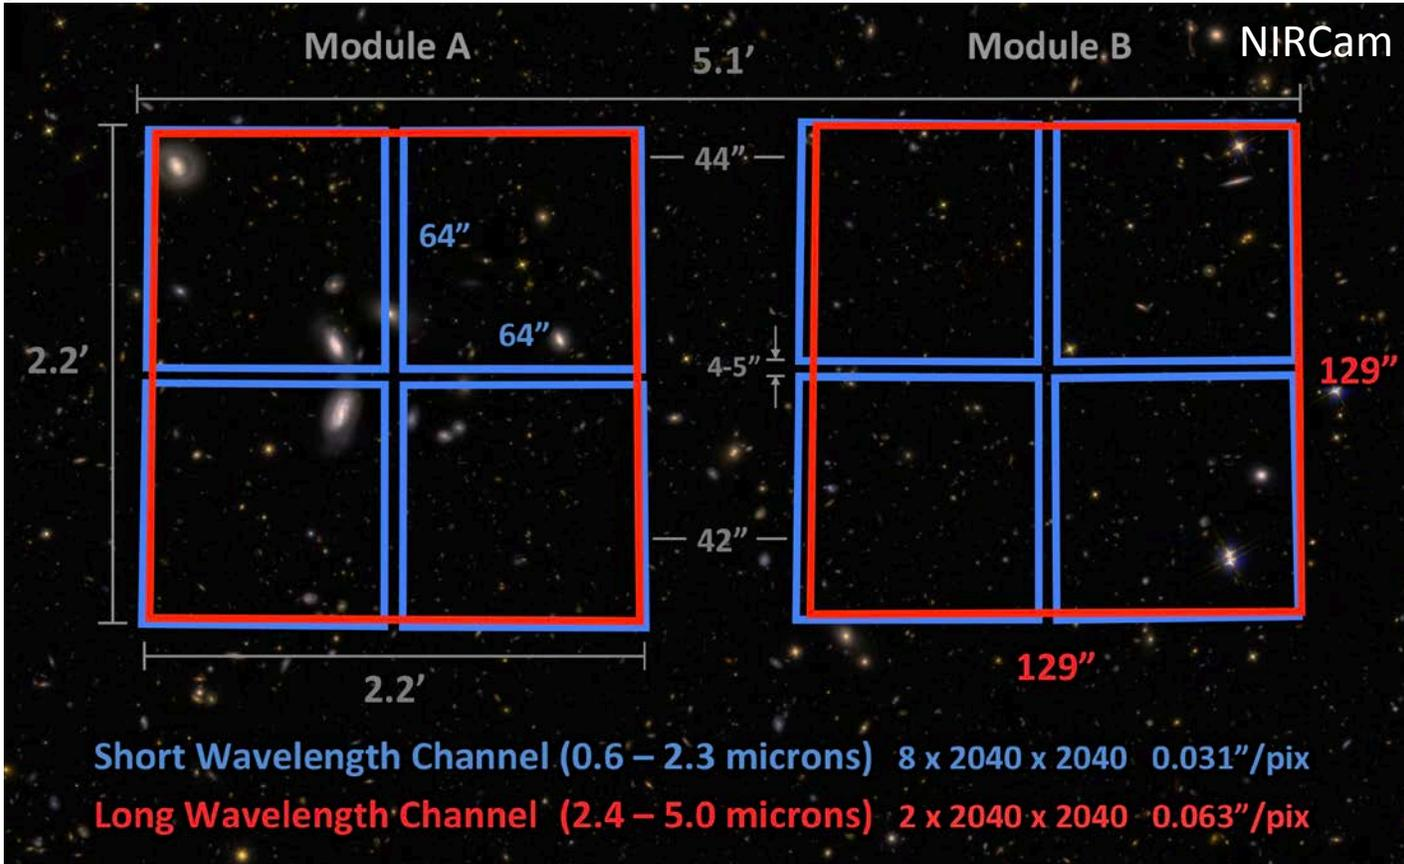 NIRCam
Module A
Module B
5.1’
44”
64”
64”
2.2’
4-5”
129”
42”
129”
2.2’
Short Wavelength Channel (0.6 – 2.3 microns) 8 x 2040 x 2040 0.031”/pix
Long Wavelength Channel (2.4 – 5.0 microns) 2 x 2040 x 2040 0.063”/pix